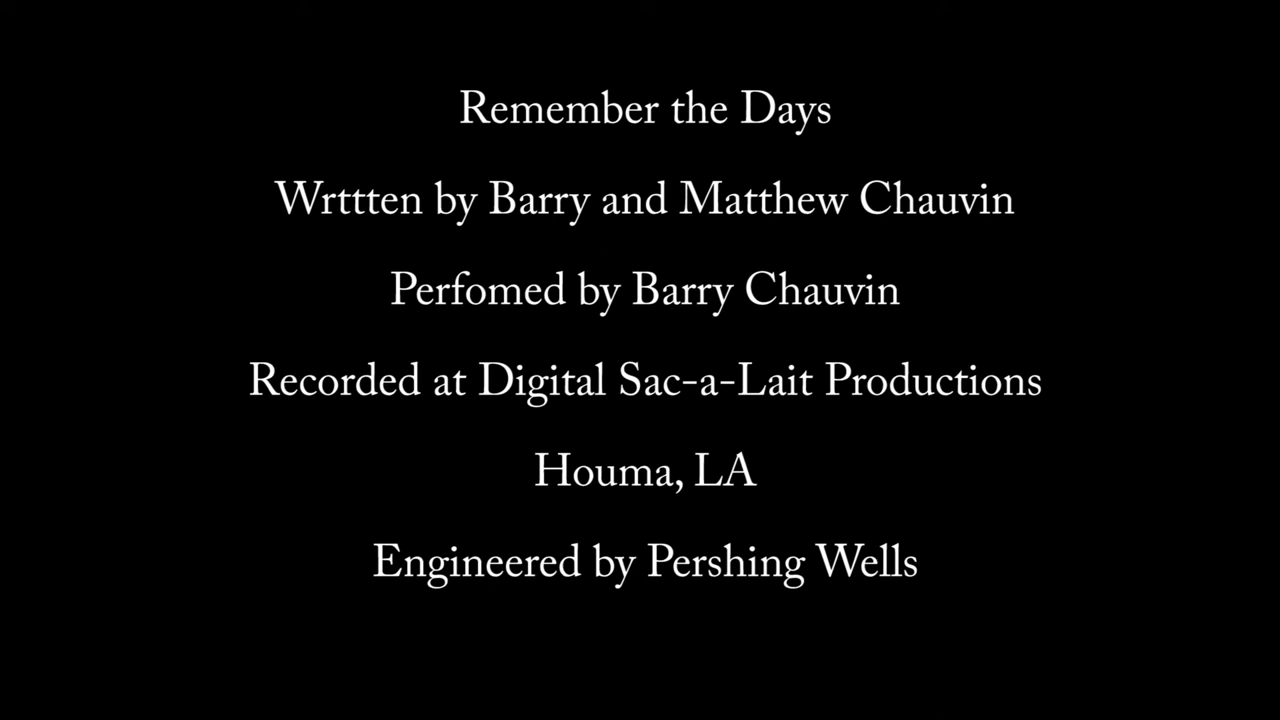 Remember the Days
Wrttten by Barry and Matthew Chauvin
Perfomed by Barry Chauvin
Recorded at Digital Sac-a-Lait Productions
Houma, LA
Engineered by Pershing Wells